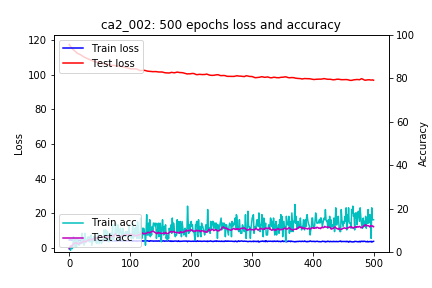 ca2_002: 500 epochs loss and accuracy
120
100
80
60
40
20
0
Loss
Train loss
Test loss
Train acc
Test acc
100
80
60
40
20
0
Accuracy
0
100
200
300
400
500